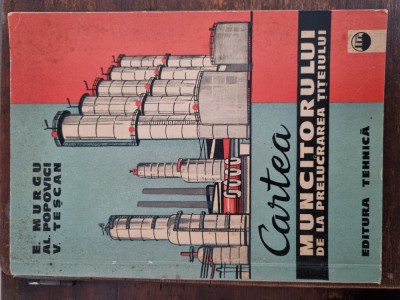 E. MURGU
AL. POPOVICI
V. TEȘCAN
Cartea
MUNCITORULUI
DE LA PRELUCRAREA ȚIȚEIULUI
EDITURA TEHNICĂ